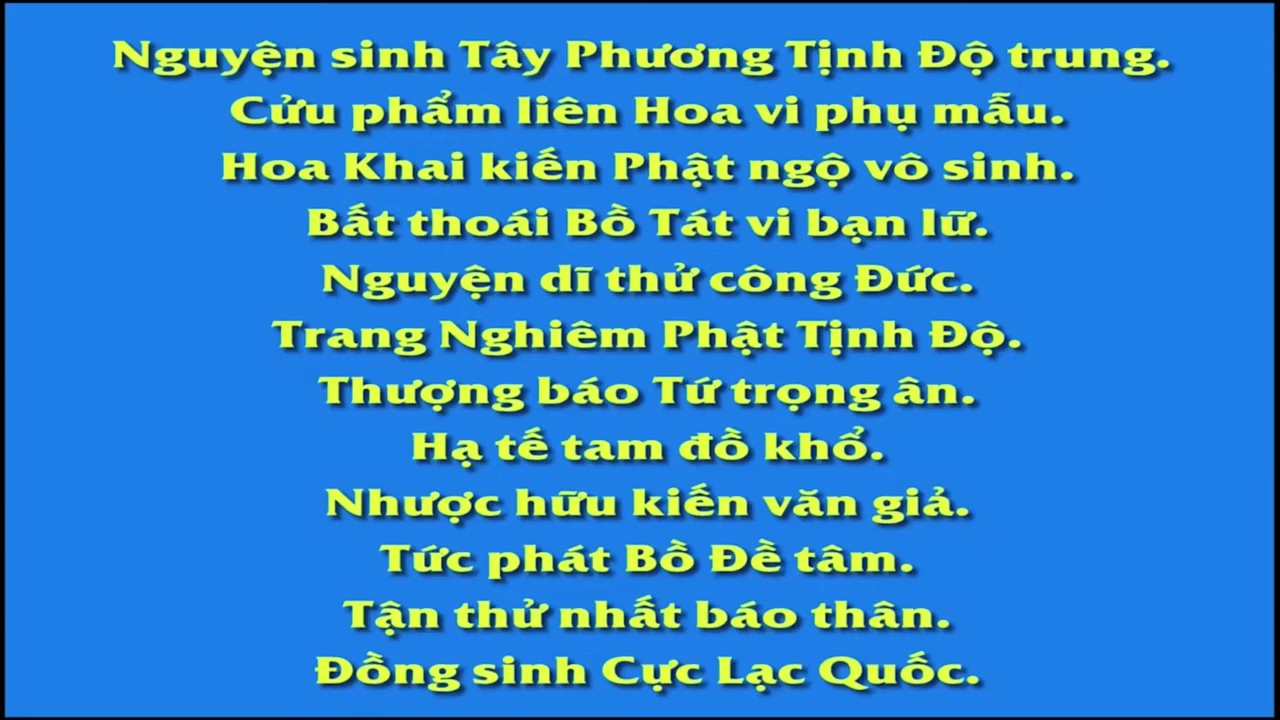 Nguyện sinh Tây Phương Tịnh Độ trung.
Cửu phẩm liên Hoa vi phụ mẫu.
Hoa Khai kiến Phật ngộ vô sinh.
Bất thoái Bồ Tát vi bạn lữ.
Nguyện dĩ thử công Đức.
Trang Nghiêm Phật Tịnh Độ.
Thượng báo Tứ trọng ân.
Hạ tế tam đồ khổ.
Nhược hữu kiến văn giả.
Tức phát Bồ Đề tâm.
Tận thử nhất báo thân.
Đồng sinh Cực Lạc Quốc.